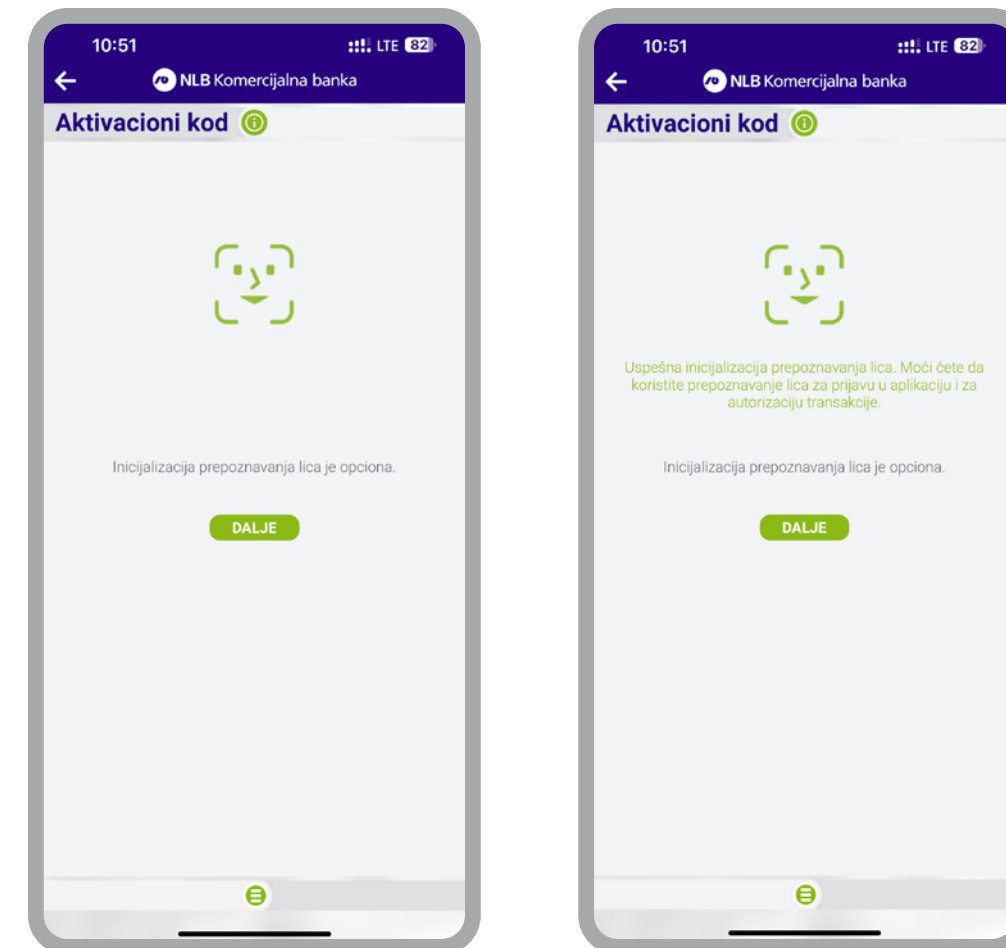 10:51 LTE 82
NLB Komercijalna banka
Aktivacioni kod
Inicijalizacija prepoznavanja lica je opciona.
DALJE
10:51 LTE 82
NLB Komercijalna banka
Aktivacioni kod
Uspešna inicijalizacija prepoznavanja lica. Moći ćete da
koristite prepoznavanje lica za prijavu u aplikaciju i za
autorizaciju transakcije.
Inicijalizacija prepoznavanja lica je opciona.
DALJE